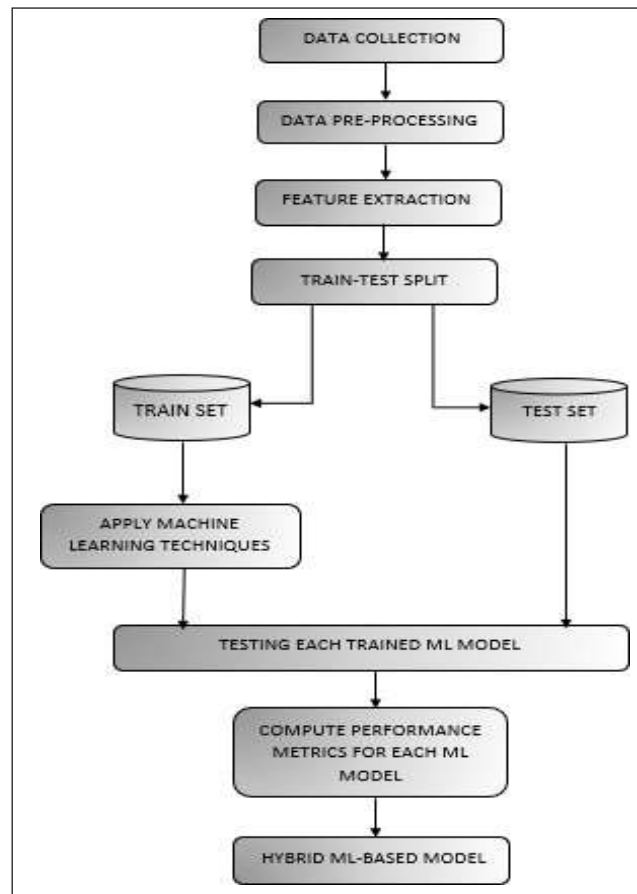 DATA COLLECTION
DATA PRE-PROCESSING
FEATURE EXTRACTION
TRAIN-TEST SPLIT
TRAIN SET
TEST SET
APPLY MACHINE
LEARNING TECHNIQUES
TESTING EACH TRAINED ML MODEL
COMPUTE PERFORMANCE
METRICS FOR EACH ML
MODEL
HYBRID ML-BASED MODEL